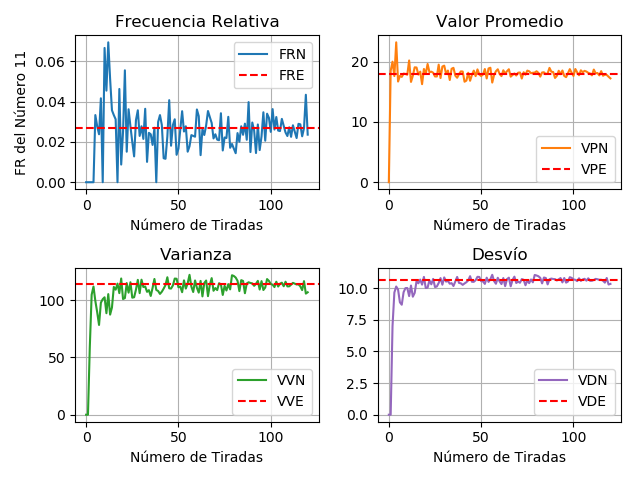 Frecuencia Relativa
FR del Número 11
0.06
0.04
0.02
0.00
FRN
FRE
0
50
100
Número de Tiradas
Valor Promedio
20
10
0
VPN
VPE
0
50
100
Número de Tiradas
Varianza
100
50
0
VVN
VVE
0
50
100
Número de Tiradas
Desvío
10.0
7.5
5.0
2.5
0.0
VDN
VDE
0
50
100
Número de Tiradas